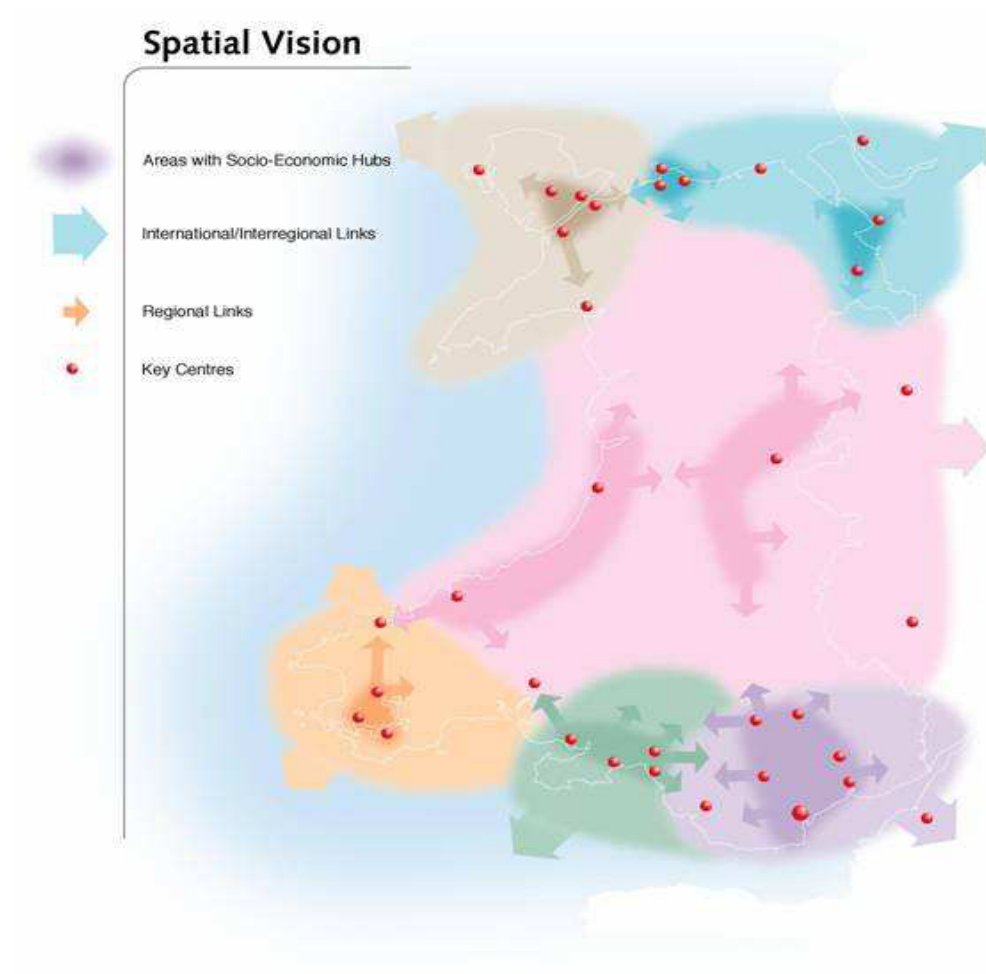 Spatial Vision
Areas with Socio-Economic Hubs
International/Interregional Links
Regional Links
Key Centres